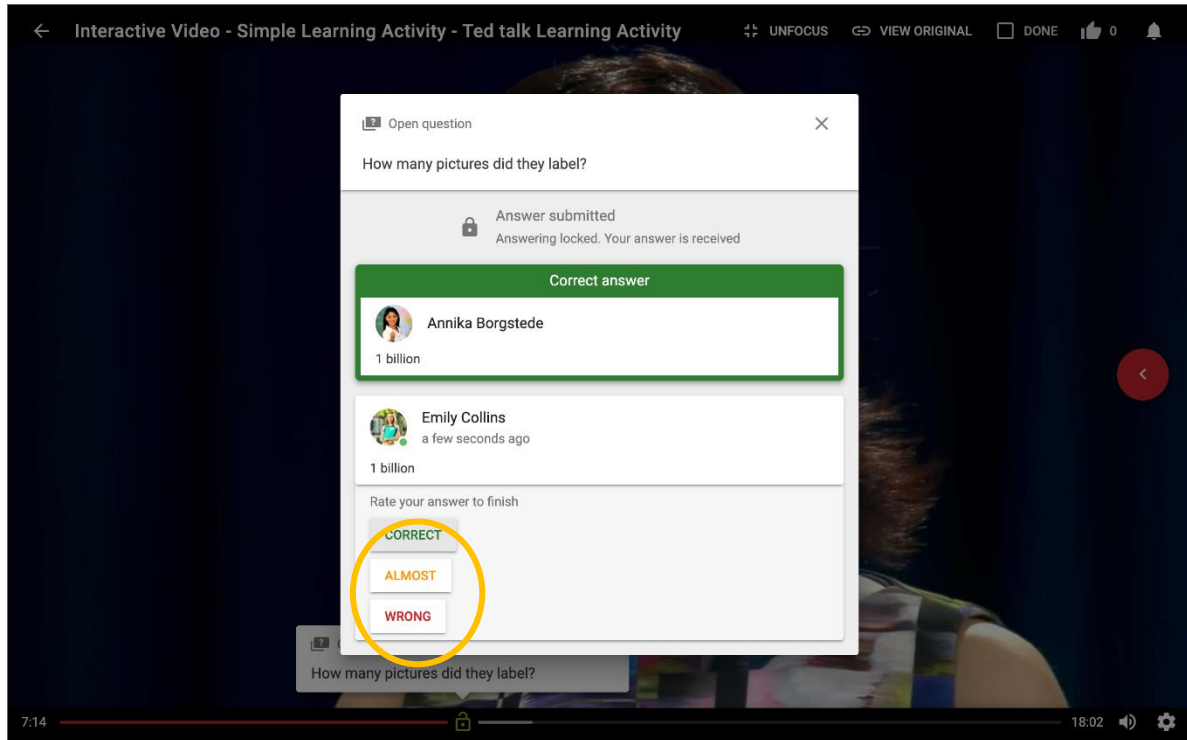 Interactive Video - Simple Learning Activity - Ted talk Learning Activity
UNFOCUS
VIEW ORIGINAL
DONE
0
Open question
How many pictures did they label?
Answer submitted
Answering locked. Your answer is received
Correct answer
Annika Borgstede
1 billion
Emily Collins
a few seconds ago
1 billion
Rate your answer to finish
CORRECT
ALMOST
WRONG
How many pictures did they label?
7:14
18:02